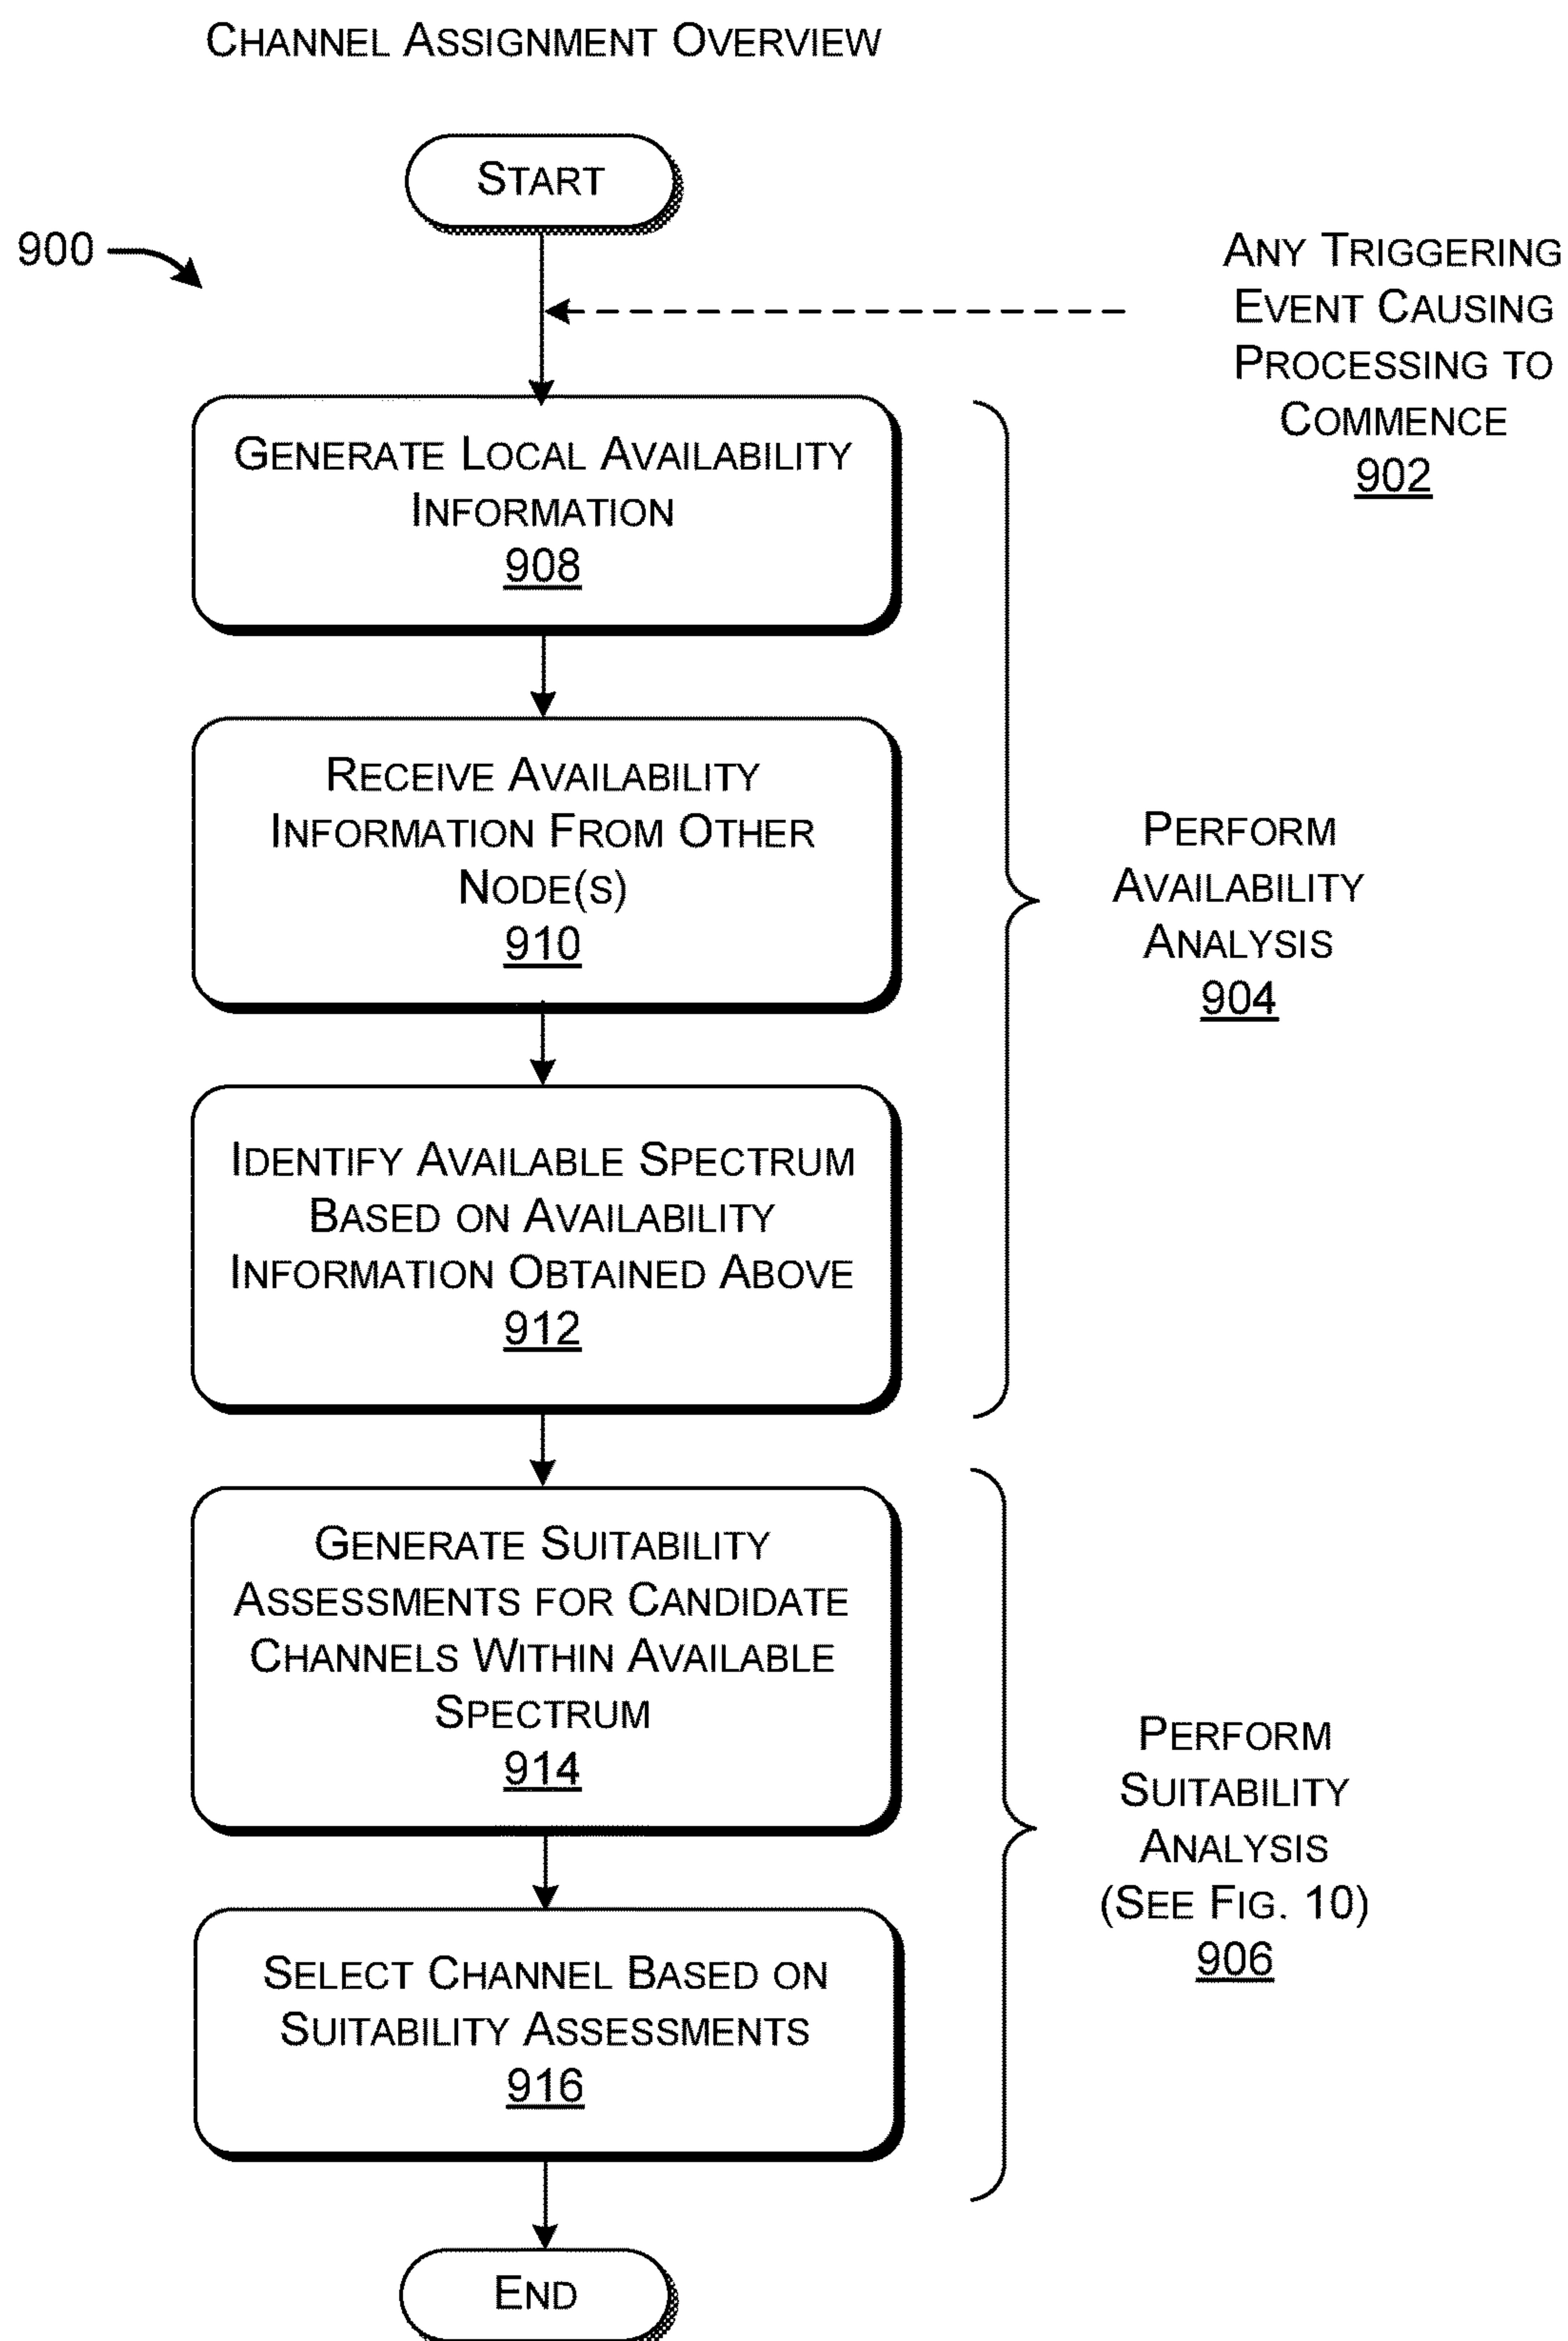 CHANNEL ASSIGNMENT OVERVIEW
START
900
ANY TRIGGERING
EVENT CAUSING
PROCESSING TO
COMMENCE
902
GENERATE LOCAL AVAILABILITY
INFORMATION
908
RECEIVE AVAILABILITY
INFORMATION FROM OTHER
NODE(S)
910
PERFORM
AVAILABILITY
ANALYSIS
904
IDENTIFY AVAILABLE SPECTRUM
BASED ON AVAILABILITY
INFORMATION OBTAINED ABOVE
912
GENERATE SUITABILITY
ASSESSMENTS FOR CANDIDATE
CHANNELS WITHIN AVAILABLE
SPECTRUM
914
PERFORM
SUITABILITY
ANALYSIS
(SEE FIG. 10)
906
SELECT CHANNEL BASED ON
SUITABILITY ASSESSMENTS
916
END